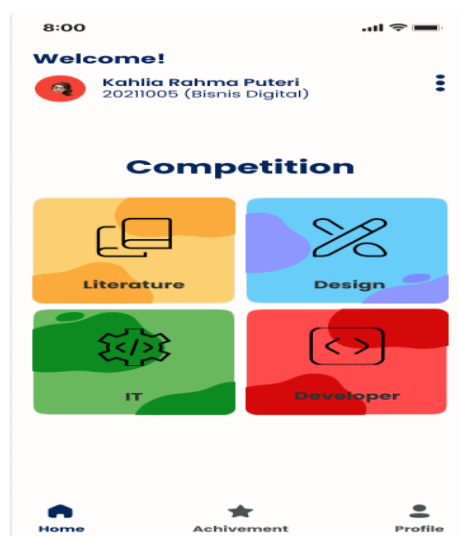 8:00
Welcome!
Kahlia Rahma Puteri
20211005 (Bisnis Digital)
Competition
Literature
Design
IT
Developer
Home
Achivement
Profile